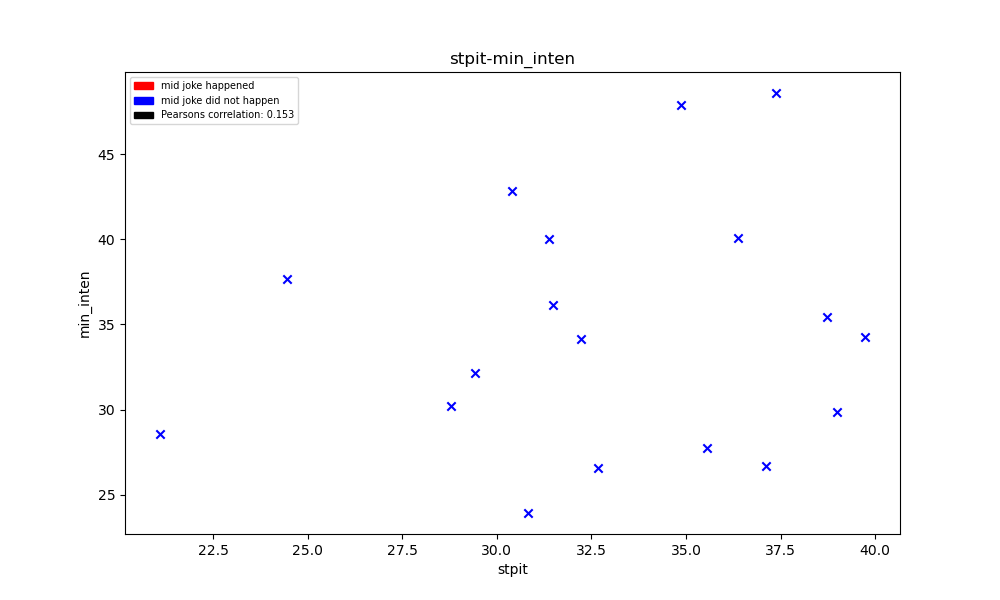 stpit-min_inten
mid joke happened
mid joke did not happen
Pearsons correlation: 0.153
45
40
35
30
25
min_inten
22.5 25.0 27.5 30.0 32.5 35.0 37.5 40.0
stpit